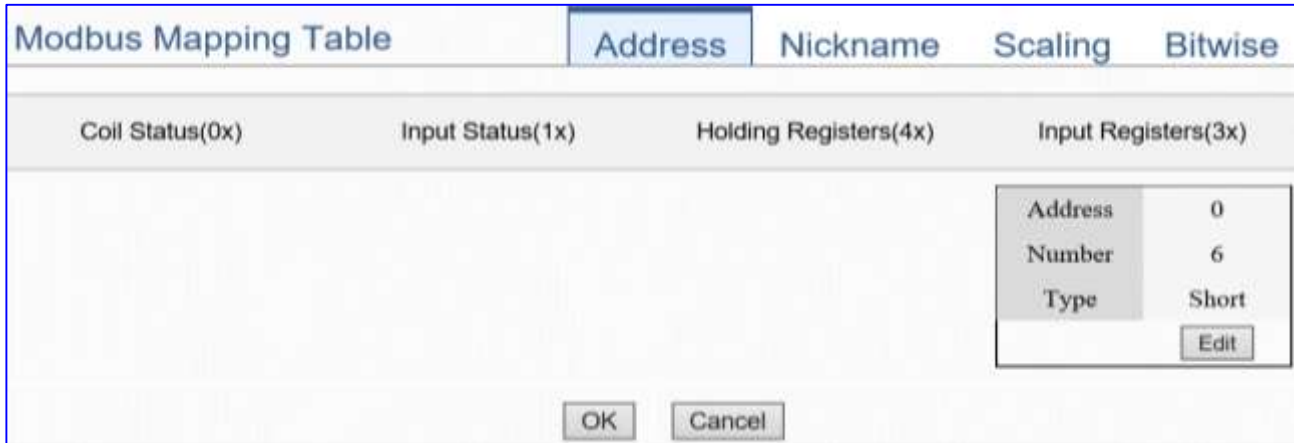 Modbus Mapping Table Address Nickname Scaling Bitwise
Coil Status(0x) Input Status(1x) Holding Registers(4x) Input Registers(3x)
Address 0
Number 6
Type Short
Edit
OK Cancel